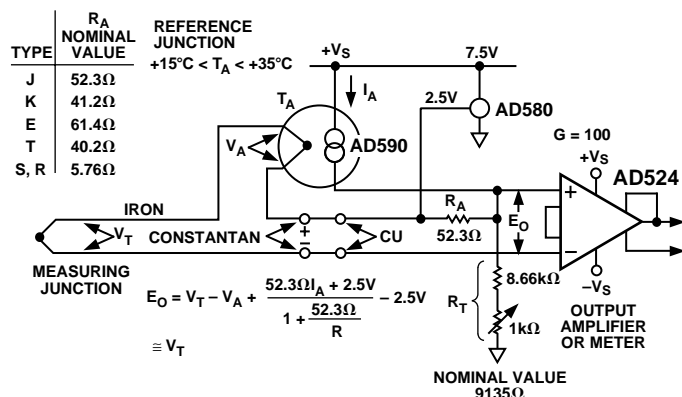 R_A
NOMINAL
TYPE VALUE
J 52.3Ω
K 41.2Ω
E 61.4Ω
T 40.2Ω
S, R 5.76Ω
REFERENCE
JUNCTION
+15°C < T_A < +35°C
+V_S
7.5V
I_A
2.5V
T_A
AD580
V_A
AD590
G = 100
+V_S
AD524
IRON
V_T
CONSTANTAN
+
–
CU
R_A
52.3Ω
E_O
+
–
MEASURING
JUNCTION
8.66kΩ
R_T
1kΩ
–V_S
OUTPUT
AMPLIFIER
OR METER
E_O = V_T – V_A + 52.3ΩI_A + 2.5V – 2.5V
1 + 52.3Ω
R
≅ V_T
NOMINAL VALUE
9135Ω